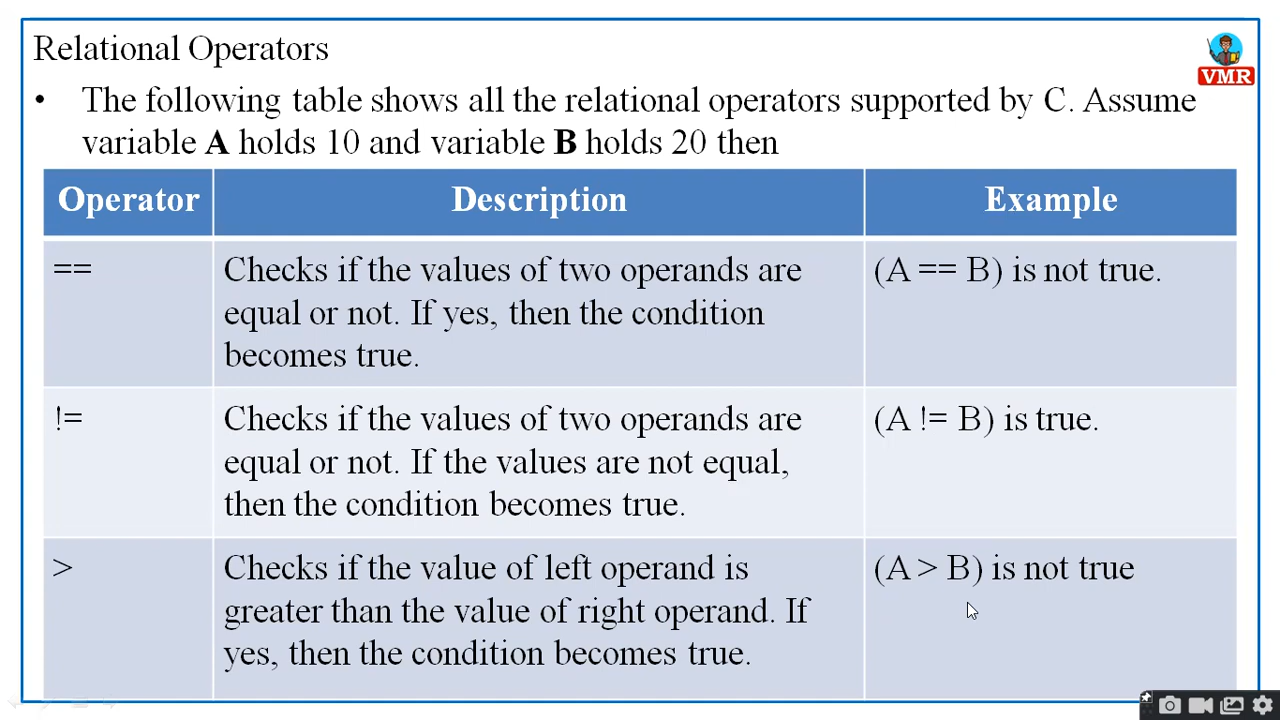 Relational Operators
VMR
• The following table shows all the relational operators supported by C. Assume
variable A holds 10 and variable B holds 20 then
Operator Description Example
== Checks if the values of two operands are (A == B) is not true.
equal or not. If yes, then the condition
becomes true.
!= Checks if the values of two operands are (A != B) is true.
equal or not. If the values are not equal,
then the condition becomes true.
> Checks if the value of left operand is (A > B) is not true
greater than the value of right operand. If
yes, then the condition becomes true.